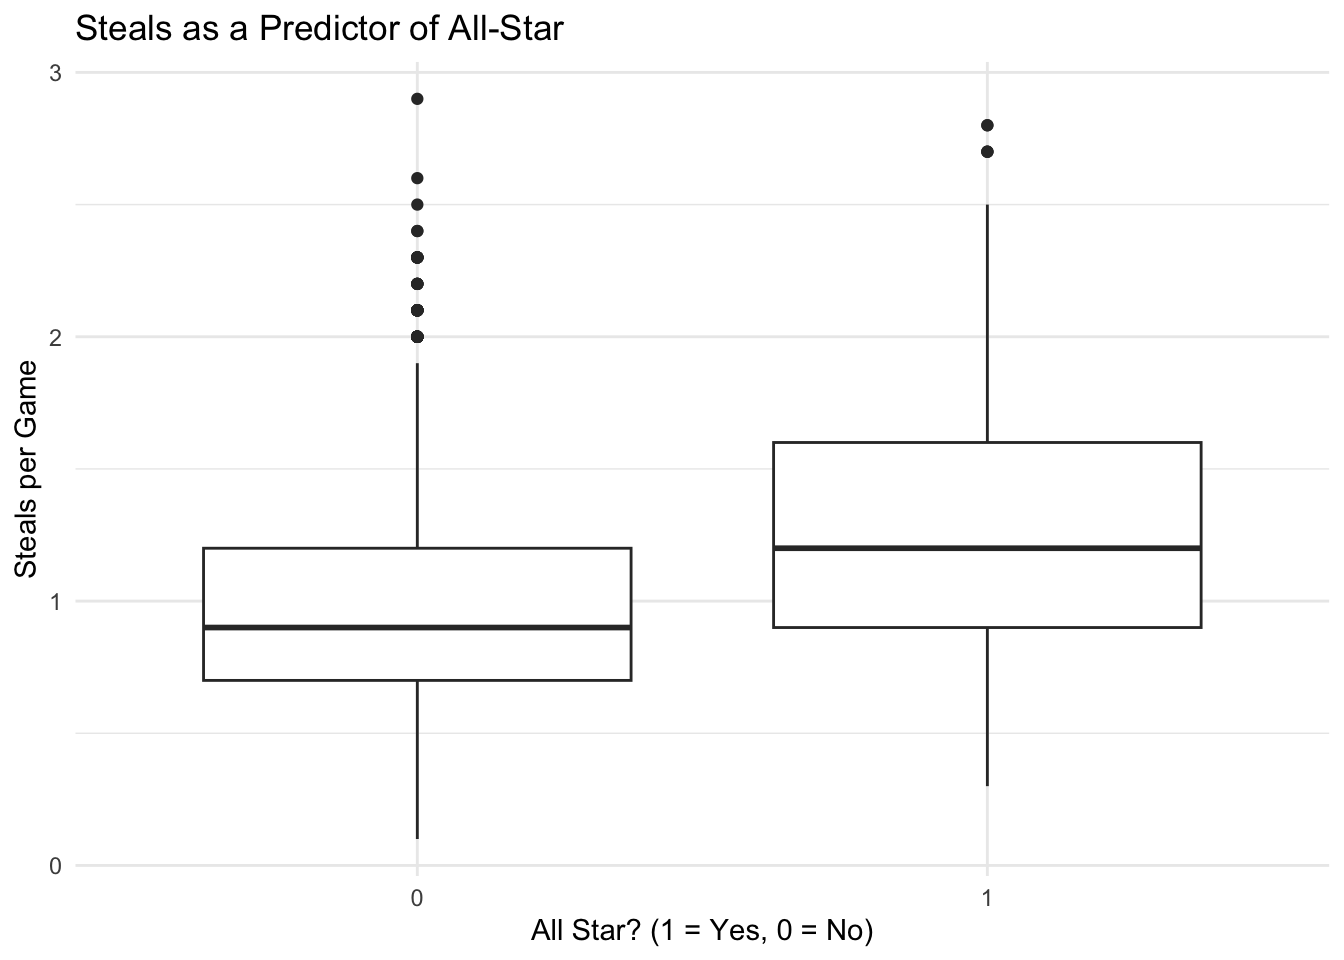 Steals as a Predictor of All-Star
3
2
1
0
Steals per Game
0 1
All Star? (1 = Yes, 0 = No)